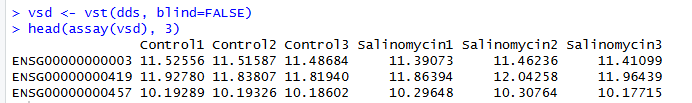 > vsd <- vst(dds, blind=FALSE)
> head(assay(vsd), 3)
Control1 Control2 Control3 Salinomycin1 Salinomycin2 Salinomycin3
ENSG00000000003 11.52556 11.51587 11.48684 11.39073 11.46236 11.41099
ENSG00000000419 11.92780 11.83807 11.81940 11.86394 12.04258 11.96439
ENSG00000000457 10.19289 10.19326 10.18602 10.29648 10.30764 10.17715